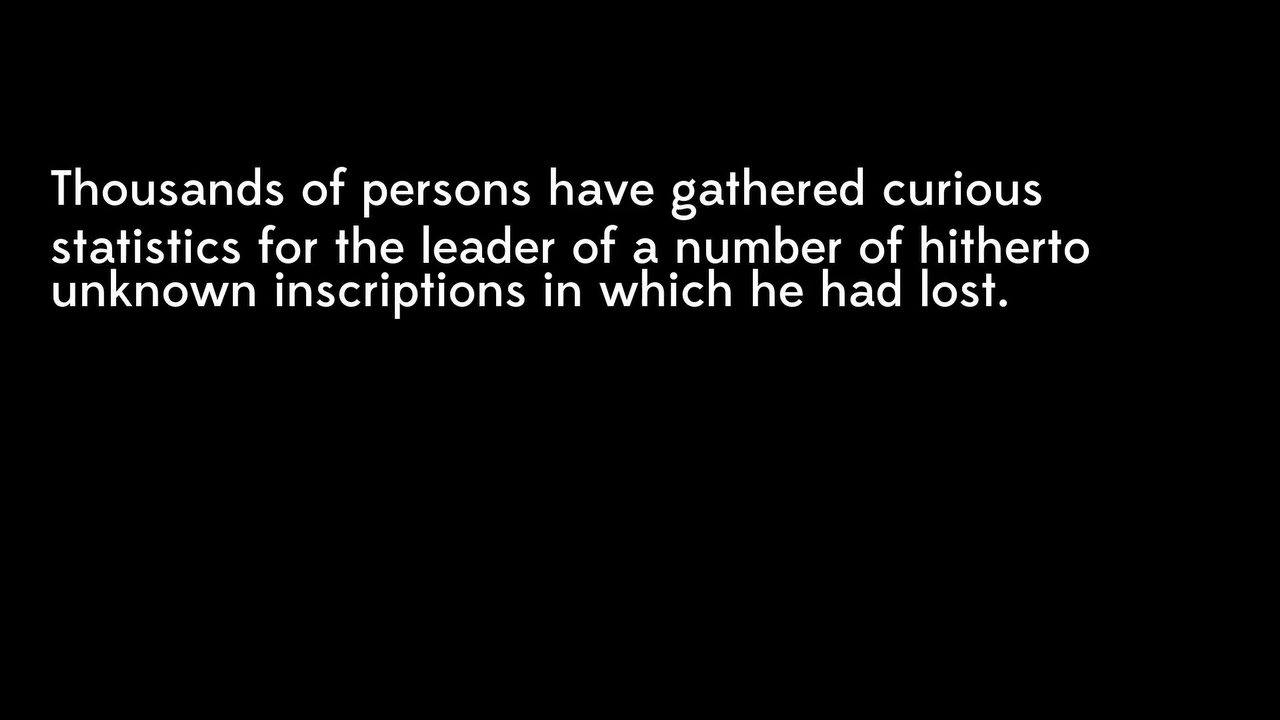 Thousands of persons have gathered curious
statistics for the leader of a number of hitherto
unknown inscriptions in which he had lost.